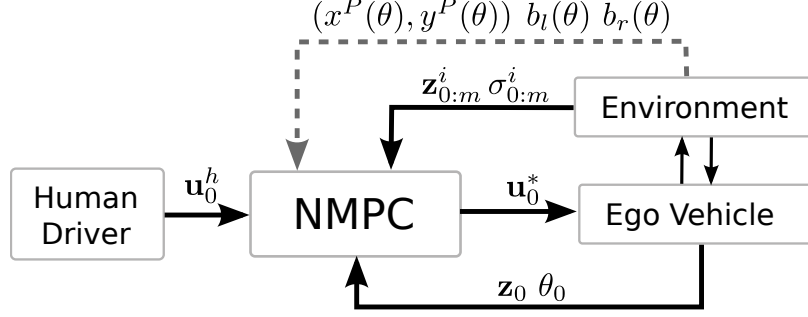 (x^P(θ), y^P(θ)) b_l(θ) b_r(θ)
z^i_{0:m} σ^i_{0:m}
Environment
Human
Driver
u^h_0
NMPC
u^*_0
Ego Vehicle
z_0 θ_0